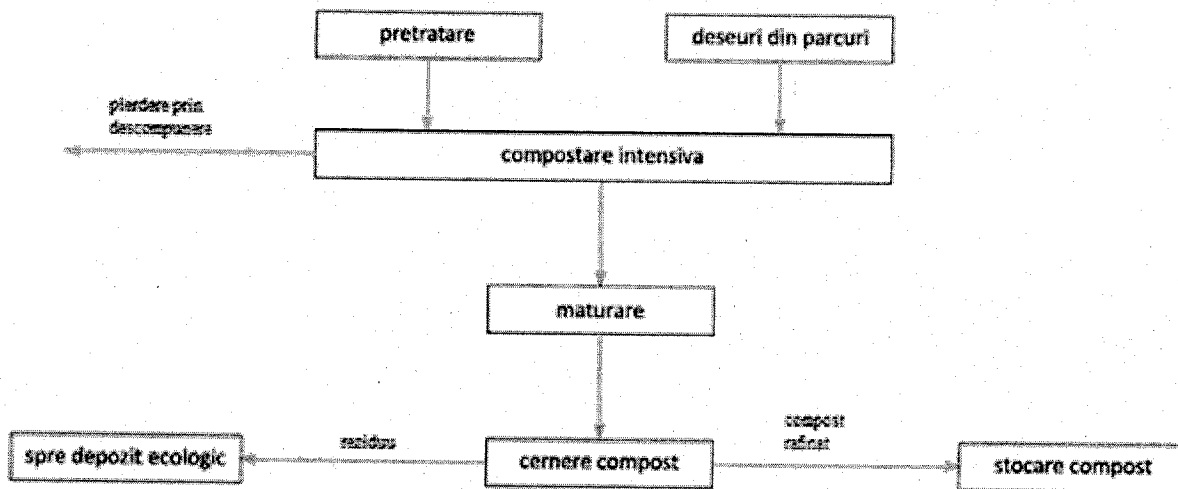 pretratare
deseuri din parcuri
pierdere prin
descompunere
compostare intensiva
maturare
compost
rafinat
reziduu
spre depozit ecologic
cernere compost
stocare compost